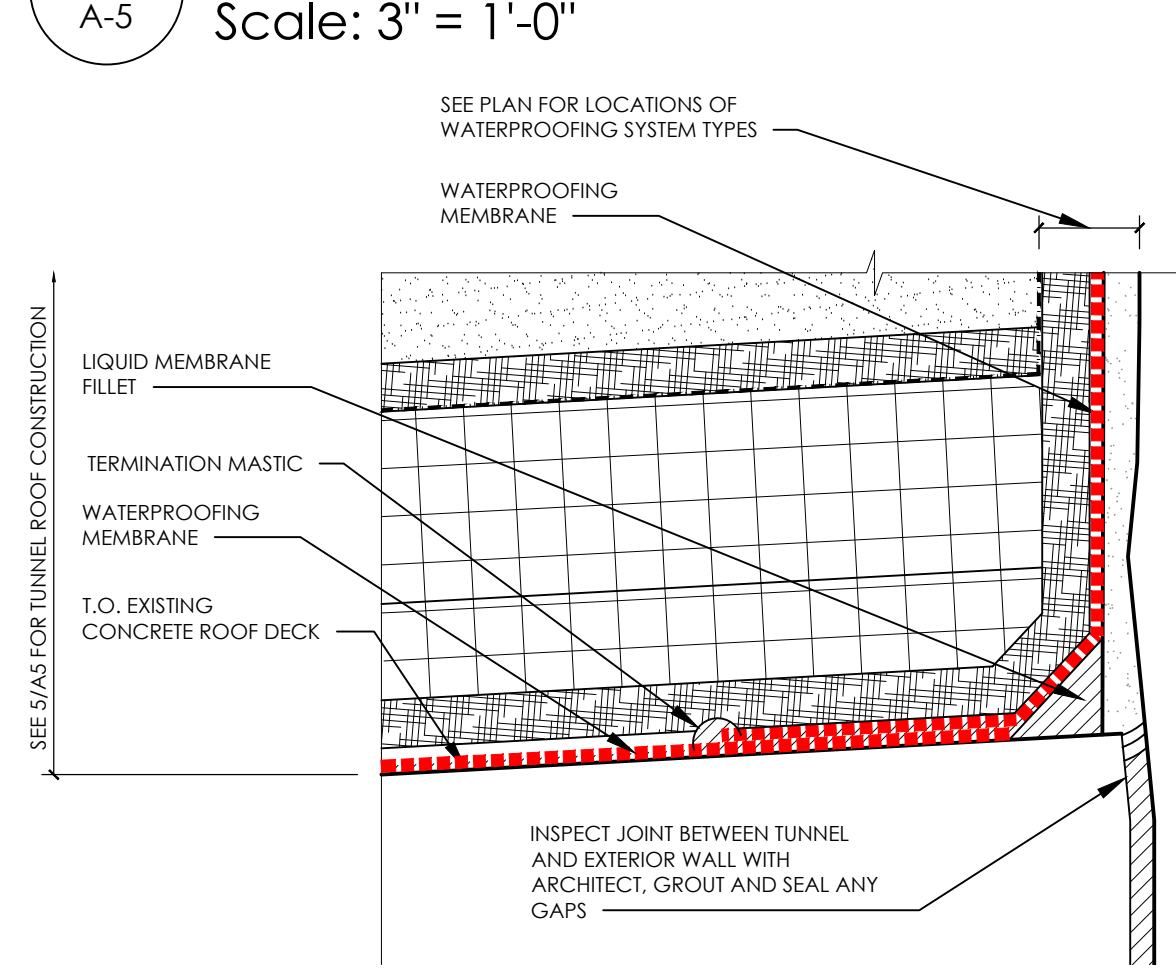 A-5
Scale: 3" = 1'-0"
SEE PLAN FOR LOCATIONS OF
WATERPROOFING SYSTEM TYPES
WATERPROOFING
MEMBRANE
SEE 5/A5 FOR TUNNEL ROOF CONSTRUCTION
LIQUID MEMBRANE
FILLET
TERMINATION MASTIC
WATERPROOFING
MEMBRANE
T.O. EXISTING
CONCRETE ROOF DECK
INSPECT JOINT BETWEEN TUNNEL
AND EXTERIOR WALL WITH
ARCHITECT, GROUT AND SEAL ANY
GAPS